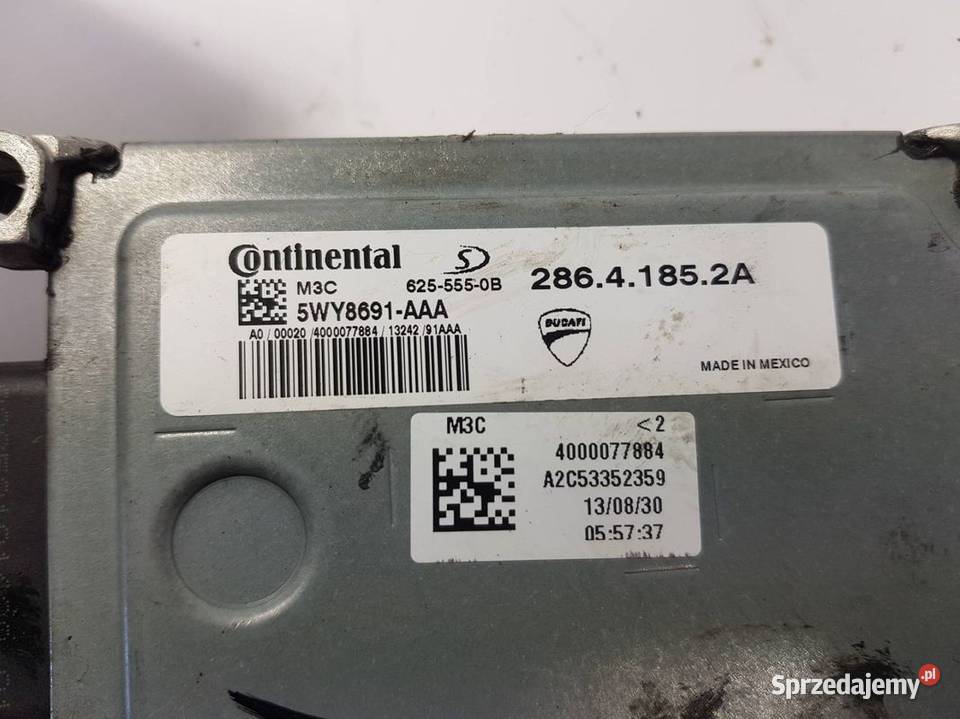 Continental S
M3C 625-555-0B 286.4.185.2A
5WY8691-AAA
A0 / 00020 / 4000077884 / 13242 / 91AAA
DUCATI
MADE IN MEXICO
M3C <2
4000077884
A2C53352359
13/08/30
05:57:37
Sprzedajemy.pl